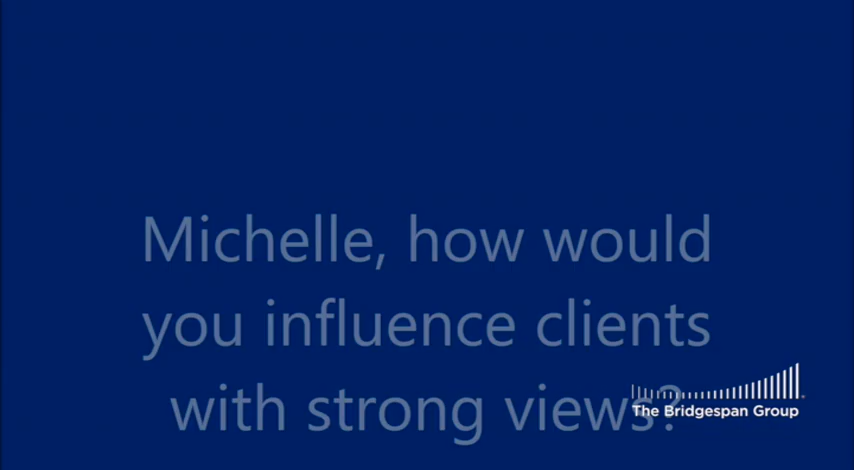 Michelle, how would
you influence clients
with strong views?
The Bridgespan Group